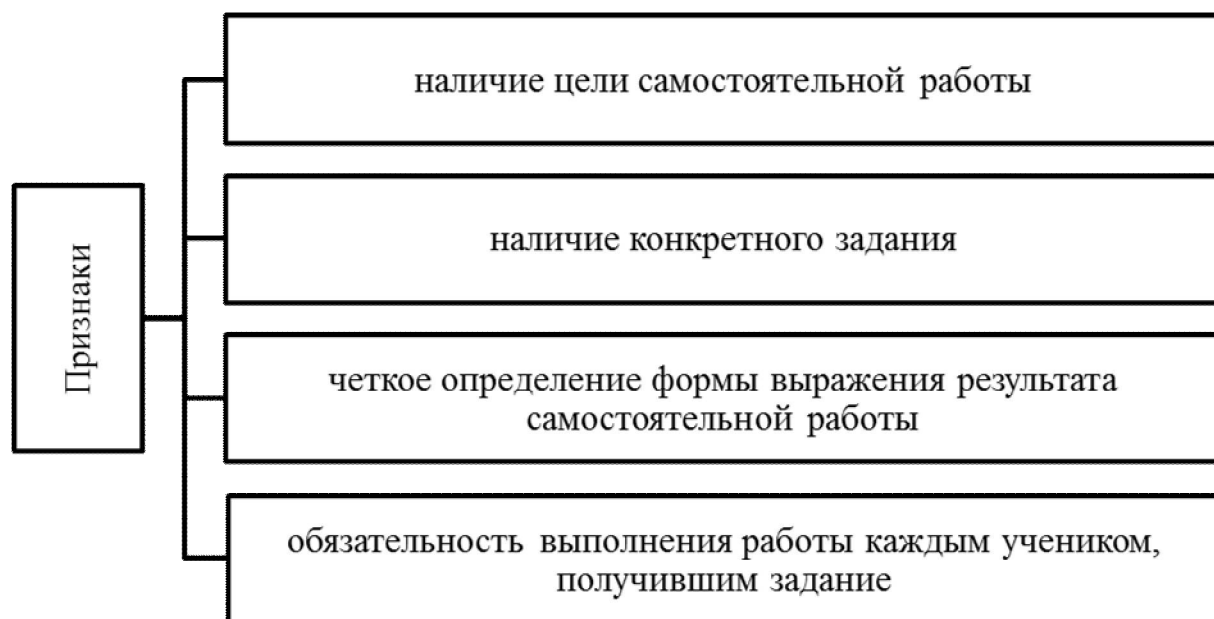 наличие цели самостоятельной работы
наличие конкретного задания
Признаки
четкое определение формы выражения результата
самостоятельной работы
обязательность выполнения работы каждым учеником,
получившим задание